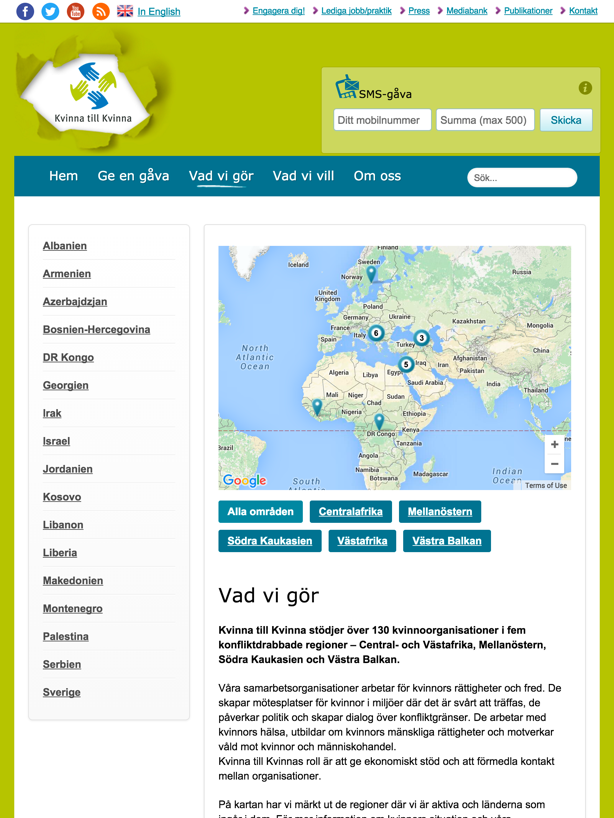 In English
Engagera dig!
Lediga jobb/praktik
Press
Mediabank
Publikationer
Kontakt
Kvinna till Kvinna
SMS-gåva
Ditt mobilnummer
Summa (max 500)
Skicka
Hem
Ge en gåva
Vad vi gör
Vad vi vill
Om oss
Sök...
Albanien
Armenien
Azerbajdzjan
Bosnien-Hercegovina
DR Kongo
Georgien
Irak
Israel
Jordanien
Kosovo
Libanon
Liberia
Makedonien
Montenegro
Palestina
Serbien
Sverige
Finland
Iceland
Sweden
Norway
Russia
United
Kingdom
Poland
Germany
Ukraine
France
Kazakhstan
Italy
Mongolia
Spain
Turkey
6
3
5
North
Atlantic
Ocean
Iraq
Iran
Afghanistan
China
Pakistan
Algeria
Libya
Egypt
Saudi Arabia
India
Thailand
Mali
Niger
Chad
Sudan
Nigeria
Ethiopia
DR Congo
Kenya
Tanzania
Brazil
Angola
Namibia
Botswana
Madagascar
Indian
Ocean
South
Atlantic
+
−
Google
Terms of Use
Alla områden
Centralafrika
Mellanöstern
Södra Kaukasien
Västafrika
Västra Balkan
Vad vi gör
Kvinna till Kvinna stödjer över 130 kvinnoorganisationer i fem
konfliktdrabbade regioner – Central- och Västafrika, Mellanöstern,
Södra Kaukasien och Västra Balkan.
Våra samarbetsorganisationer arbetar för kvinnors rättigheter och fred. De
skapar mötesplatser för kvinnor i miljöer där det är svårt att träffas, de
påverkar politik och skapar dialog över konfliktgränser. De arbetar med
kvinnors hälsa, utbildar om kvinnors mänskliga rättigheter och motverkar
våld mot kvinnor och människohandel.
Kvinna till Kvinnas roll är att ge ekonomiskt stöd och att förmedla kontakt
mellan organisationer.
På kartan har vi märkt ut de regioner där vi är aktiva och länderna som